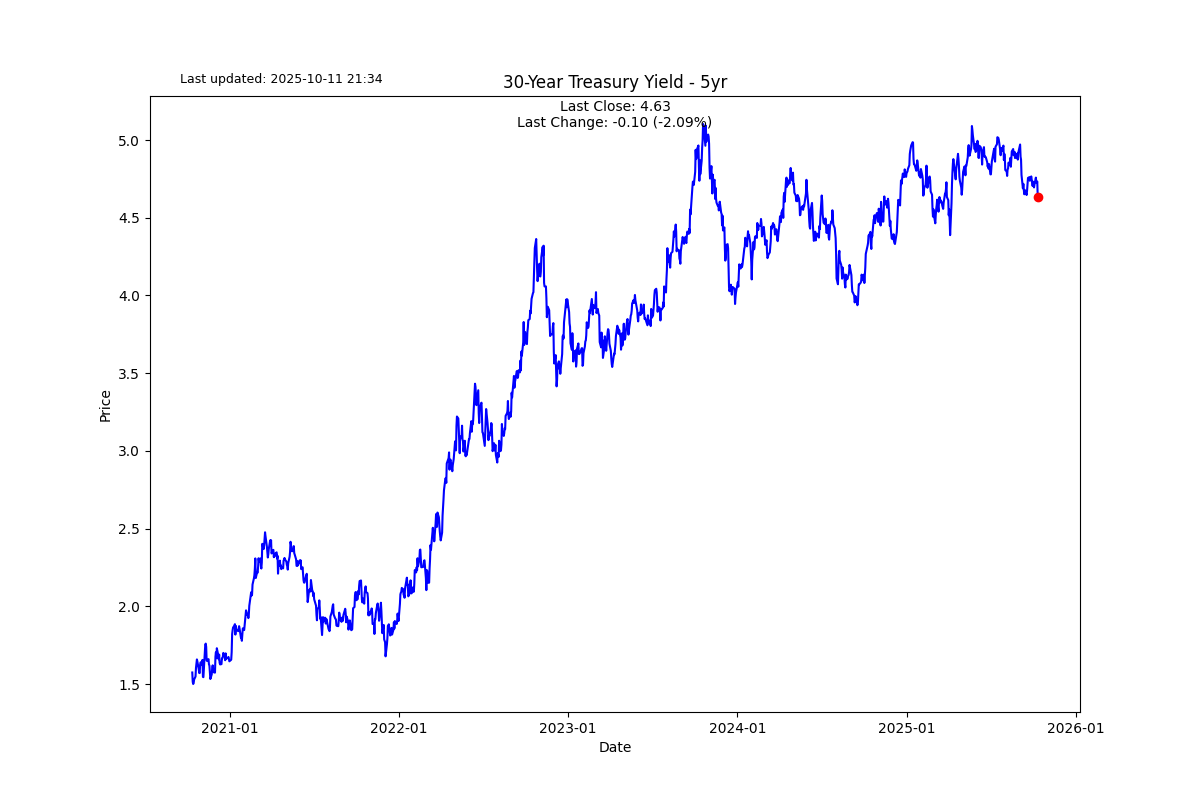 Last updated: 2025-10-11 21:34
30-Year Treasury Yield - 5yr
Last Close: 4.63
Last Change: -0.10 (-2.09%)
Price
5.0
4.5
4.0
3.5
3.0
2.5
2.0
1.5
2021-01 2022-01 2023-01 2024-01 2025-01 2026-01
Date